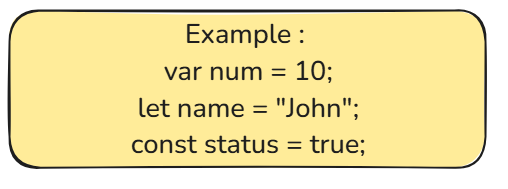 Example :
var num = 10;
let name = "John";
const status = true;